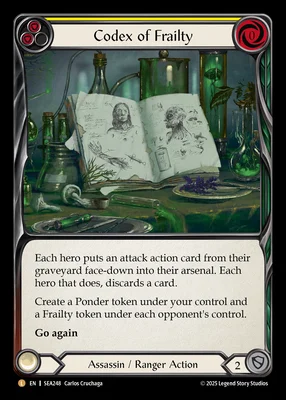 Codex of Frailty
Each hero puts an attack action card from their
graveyard face-down into their arsenal. Each
hero that does, discards a card.
Create a Ponder token under your control and
a Frailty token under each opponent's control.
Go again
Assassin / Ranger Action
2
L EN SEA248 Carlos Cruchaga
© 2025 Legend Story Studios